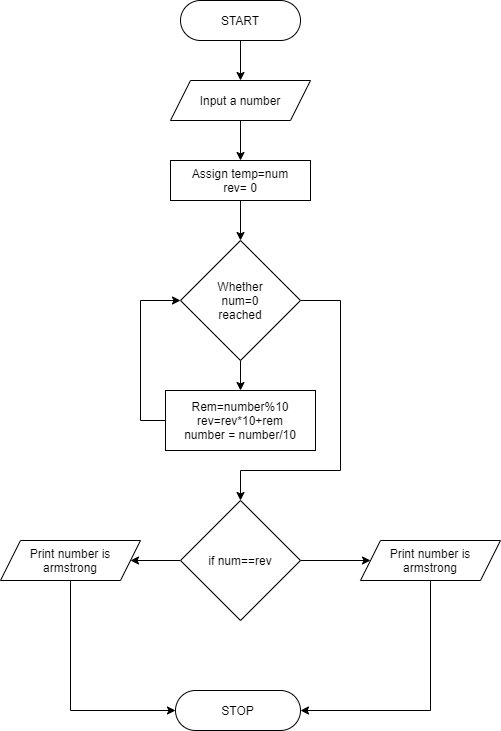 START
Input a number
Assign temp=num
rev= 0
Whether
num=0
reached
Rem=number%10
rev=rev*10+rem
number = number/10
if num==rev
Print number is
armstrong
Print number is
armstrong
STOP